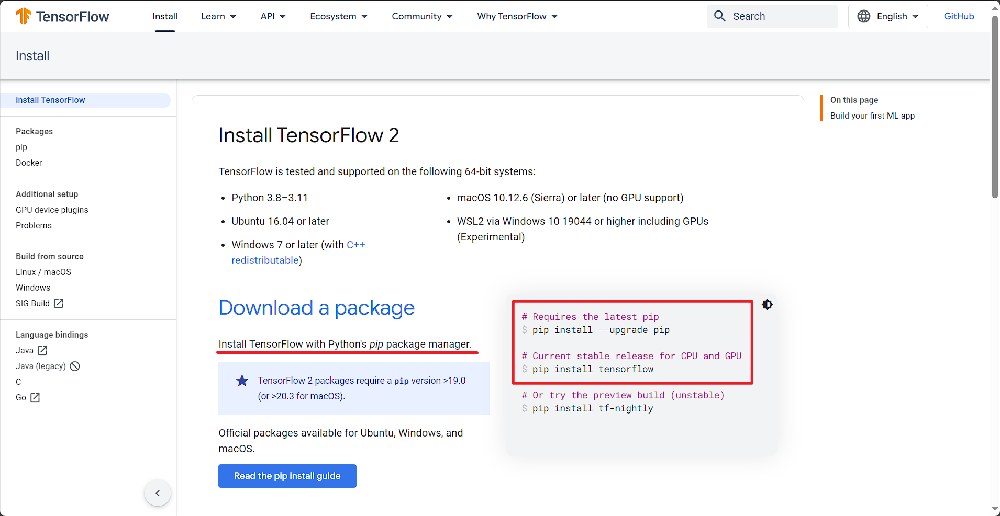 TensorFlow
Install
Learn
API
Ecosystem
Community
Why TensorFlow
Search
English
GitHub
Install
Install TensorFlow
Packages
pip
Docker
Additional setup
GPU device plugins
Problems
Build from source
Linux / macOS
Windows
SIG Build
Language bindings
Java
Java (legacy)
C
Go
Install TensorFlow 2
TensorFlow is tested and supported on the following 64-bit systems:
• Python 3.8–3.11
• Ubuntu 16.04 or later
• Windows 7 or later (with C++
redistributable)
• macOS 10.12.6 (Sierra) or later (no GPU support)
• WSL2 via Windows 10 19044 or higher including GPUs
(Experimental)
Download a package
Install TensorFlow with Python's pip package manager.
TensorFlow 2 packages require a pip version >19.0
(or >20.3 for macOS).
Official packages available for Ubuntu, Windows, and
macOS.
Read the pip install guide
# Requires the latest pip
$ pip install --upgrade pip
# Current stable release for CPU and GPU
$ pip install tensorflow
# Or try the preview build (unstable)
$ pip install tf-nightly
On this page
Build your first ML app